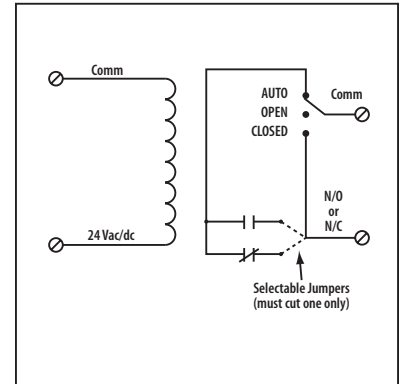 Comm
24 Vac/dc
AUTO
OPEN
CLOSED
Comm
N/O
or
N/C
Selectable Jumpers
(must cut one only)